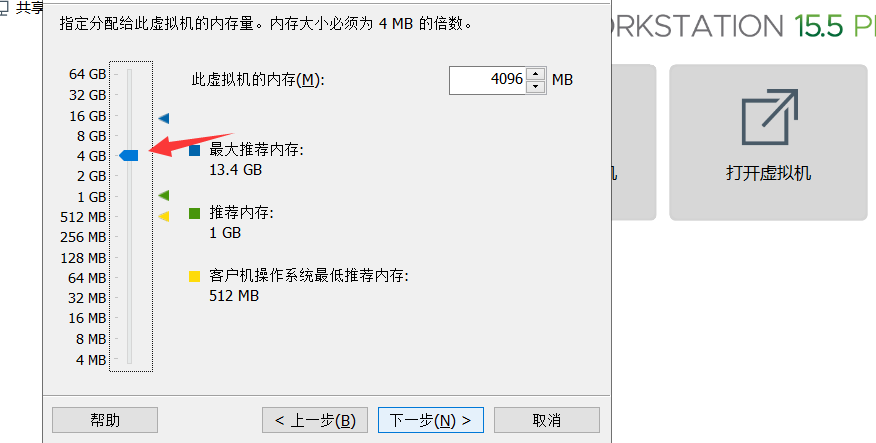 共享
指定分配给此虚拟机的内存量。内存大小必须为 4 MB 的倍数。
ORKSTATION 15.5 P
64 GB
32 GB
16 GB
8 GB
4 GB
2 GB
1 GB
512 MB
256 MB
128 MB
64 MB
32 MB
16 MB
8 MB
4 MB
此虚拟机的内存(M):
4096 MB
最大推荐内存:
13.4 GB
推荐内存:
1 GB
客户机操作系统最低推荐内存:
512 MB
打开虚拟机
帮助
< 上一步(B)
下一步(N) >
取消